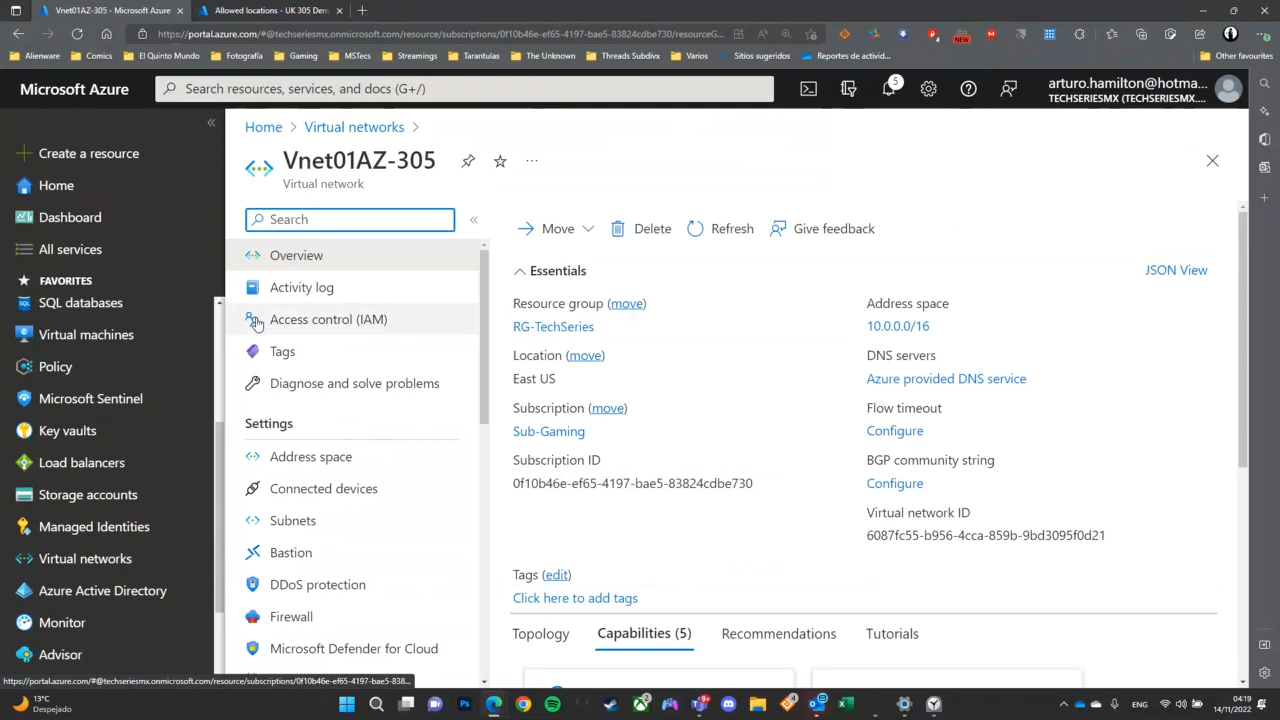 Vnet01AZ-305 - Microsoft Azure
Allowed locations - UK 305 Dem
https://portal.azure.com/#@techseriesmx.onmicrosoft.com/resource/subscriptions/0f10b46e-ef65-4197-bae5-83824cdbe730/resourceG...
Alienware
Comics
El Quinto Mundo
Fotografía
Gaming
MSTecs
Streamings
Tarantulas
The Unknown
Threads Subdivx
Varios
Sitios sugeridos
Reportes de activid...
Other favourites
Microsoft Azure
Search resources, services, and docs (G+/)
5
arturo.hamilton@hotma...
TECHSERIESMX (TECHSERIESMX....
Create a resource
Home
Dashboard
All services
FAVORITES
SQL databases
Virtual machines
Policy
Microsoft Sentinel
Key vaults
Load balancers
Storage accounts
Managed Identities
Virtual networks
Azure Active Directory
Monitor
Advisor
Home > Virtual networks >
Vnet01AZ-305
Virtual network
Search
Overview
Activity log
Access control (IAM)
Tags
Diagnose and solve problems
Settings
Address space
Connected devices
Subnets
Bastion
DDoS protection
Firewall
Microsoft Defender for Cloud
Move
Delete
Refresh
Give feedback
Essentials
JSON View
Resource group (move)
RG-TechSeries
Location (move)
East US
Subscription (move)
Sub-Gaming
Subscription ID
0f10b46e-ef65-4197-bae5-83824cdbe730
Address space
10.0.0.0/16
DNS servers
Azure provided DNS service
Flow timeout
Configure
BGP community string
Configure
Virtual network ID
6087fc55-b956-4cca-859b-9bd3095f0d21
Tags (edit)
Click here to add tags
Topology
Capabilities (5)
Recommendations
Tutorials
https://portal.azure.com/#@techseriesmx.onmicrosoft.com/resource/subscriptions/0f10b46e-ef65-4197-bae5-838...
13°C
Despejado
04:19
14/11/2022